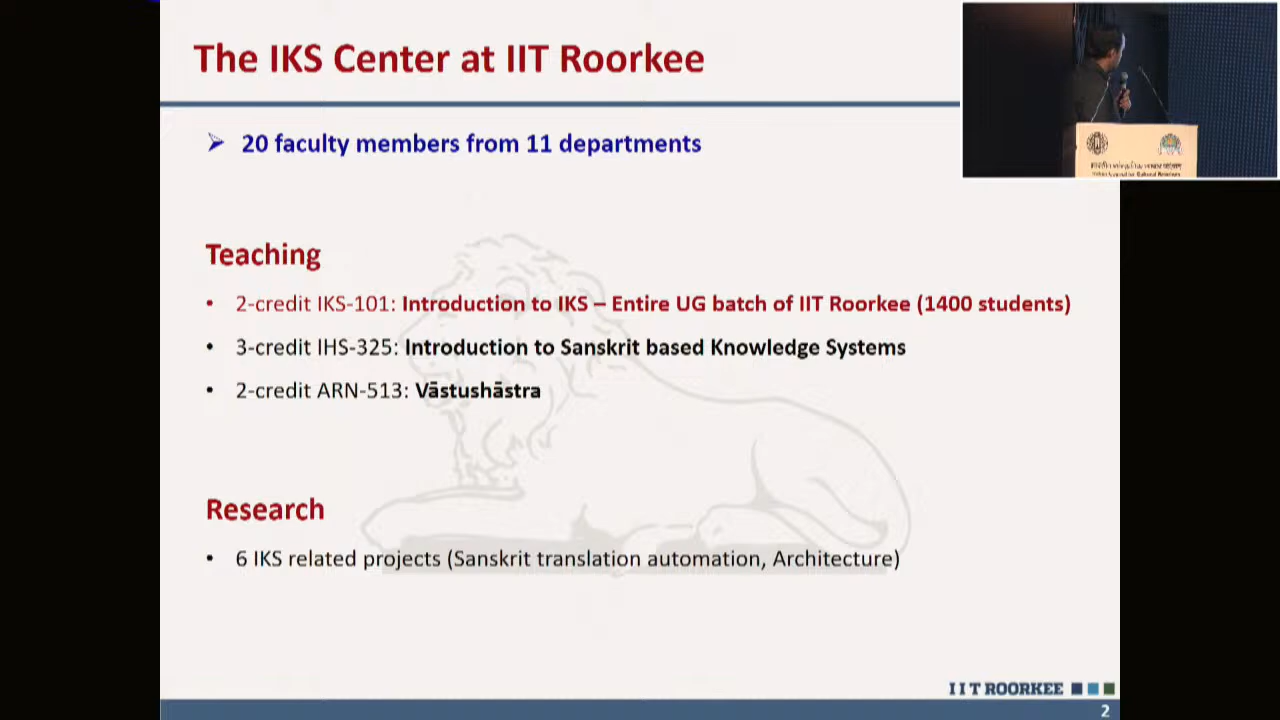 The IKS Center at IIT Roorkee
➢ 20 faculty members from 11 departments
Teaching
• 2-credit IKS-101: Introduction to IKS – Entire UG batch of IIT Roorkee (1400 students)
• 3-credit IHS-325: Introduction to Sanskrit based Knowledge Systems
• 2-credit ARN-513: Vāstushāstra
Research
• 6 IKS related projects (Sanskrit translation automation, Architecture)
IIT ROORKEE
2